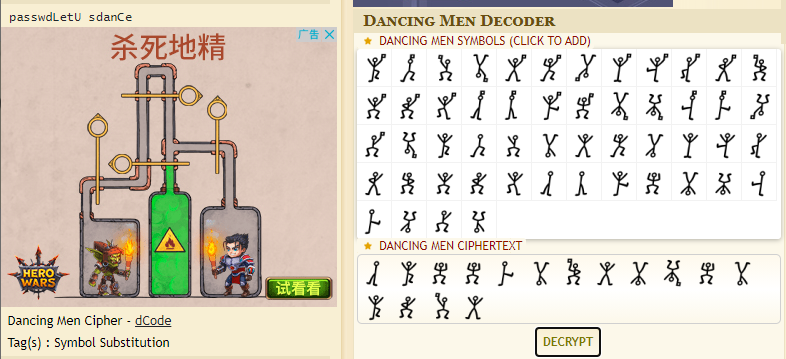 passwdLetU sdanCe
广告
杀死地精
HERO
WARS
试看看
Dancing Men Cipher - dCode
Tag(s) : Symbol Substitution
DANCING MEN DECODER
DANCING MEN SYMBOLS (CLICK TO ADD)
DANCING MEN CIPHERTEXT
DECRYPT